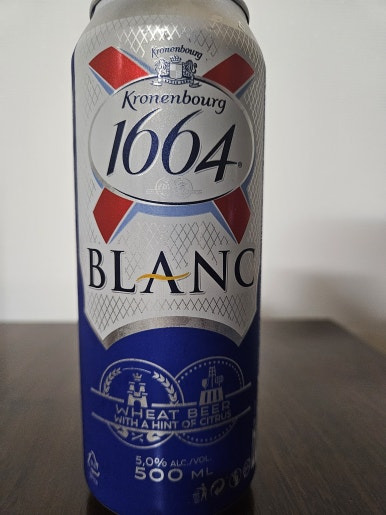 Kronenbourg
Kronenbourg
1664
BLANC
WHEAT BEER
WITH A HINT OF CITRUS
5,0% ALC./VOL.
500 ML